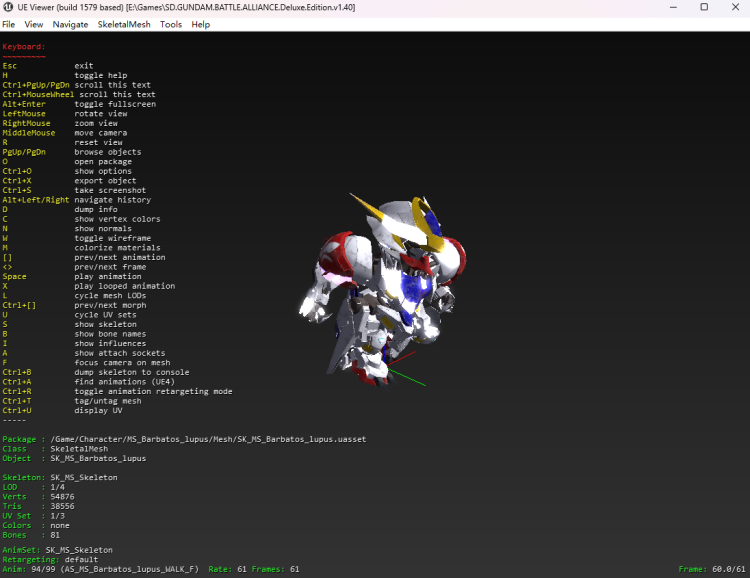 UE Viewer (build 1579 based) [E:\Games\SD.GUNDAM.BATTLE.ALLIANCE.Deluxe.Edition.v1.40]
File View Navigate SkeletalMesh Tools Help
Keyboard:
~~~~~~~~~
Esc exit
H toggle help
Ctrl+PgUp/PgDn scroll this text
Ctrl+MouseWheel scroll this text
Alt+Enter toggle fullscreen
LeftMouse rotate view
RightMouse zoom view
MiddleMouse move camera
R reset view
PgUp/PgDn browse objects
O open package
Ctrl+O show options
Ctrl+X export object
Ctrl+S take screenshot
Alt+Left/Right navigate history
D dump info
C show vertex colors
N show normals
W toggle wireframe
M colorize materials
[] prev/next animation
<> prev/next frame
Space play animation
X play looped animation
L cycle mesh LODs
Ctrl+[] prev/next morph
U cycle UV sets
S show skeleton
B show bone names
I show influences
A show attach sockets
F focus camera on mesh
Ctrl+B dump skeleton to console
Ctrl+A find animations (UE4)
Ctrl+R toggle animation retargeting mode
Ctrl+T tag/untag mesh
Ctrl+U display UV
-----
Package : /Game/Character/MS_Barbatos_lupus/Mesh/SK_MS_Barbatos_lupus.uasset
Class : SkeletalMesh
Object : SK_MS_Barbatos_lupus
Skeleton: SK_MS_Skeleton
LOD : 1/4
Verts : 54876
Tris : 38556
UV Set : 1/3
Colors : none
Bones : 81
AnimSet: SK_MS_Skeleton
Retargeting: default
Anim: 94/99 (AS_MS_Barbatos_lupus_WALK_F) Rate: 61 Frames: 61
Frame: 60.0/61